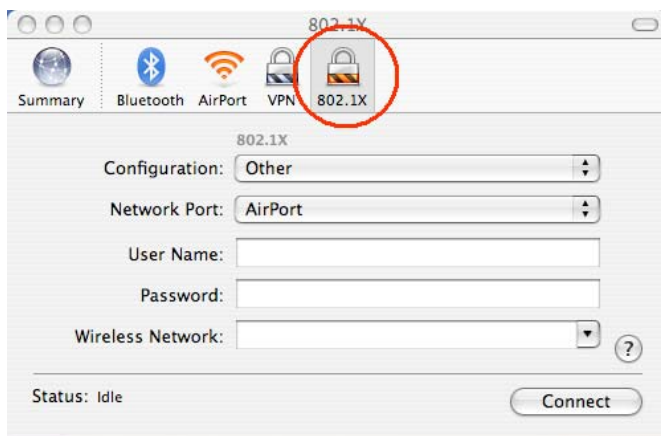 802.1X
Summary Bluetooth AirPort VPN 802.1X
802.1X
Configuration: Other
Network Port: AirPort
User Name:
Password:
Wireless Network:
?
Status: Idle
Connect